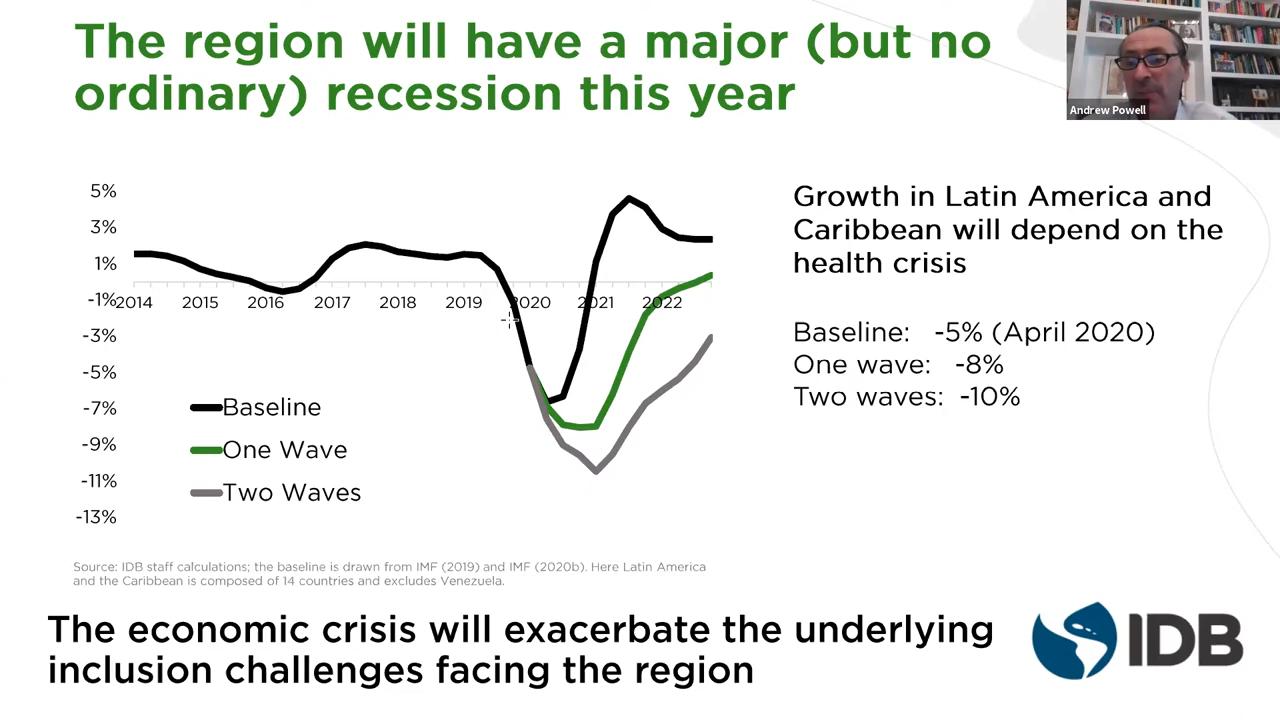 The region will have a major (but no
ordinary) recession this year
Andrew Powell
5%
3%
1%
-1%
-3%
-5%
-7%
-9%
-11%
-13%
2014 2015 2016 2017 2018 2019 2020 2021 2022
Baseline
One Wave
Two Waves
Growth in Latin America and
Caribbean will depend on the
health crisis
Baseline: -5% (April 2020)
One wave: -8%
Two waves: -10%
Source: IDB staff calculations; the baseline is drawn from IMF (2019) and IMF (2020b). Here Latin America
and the Caribbean is composed of 14 countries and excludes Venezuela.
The economic crisis will exacerbate the underlying
inclusion challenges facing the region
IDB